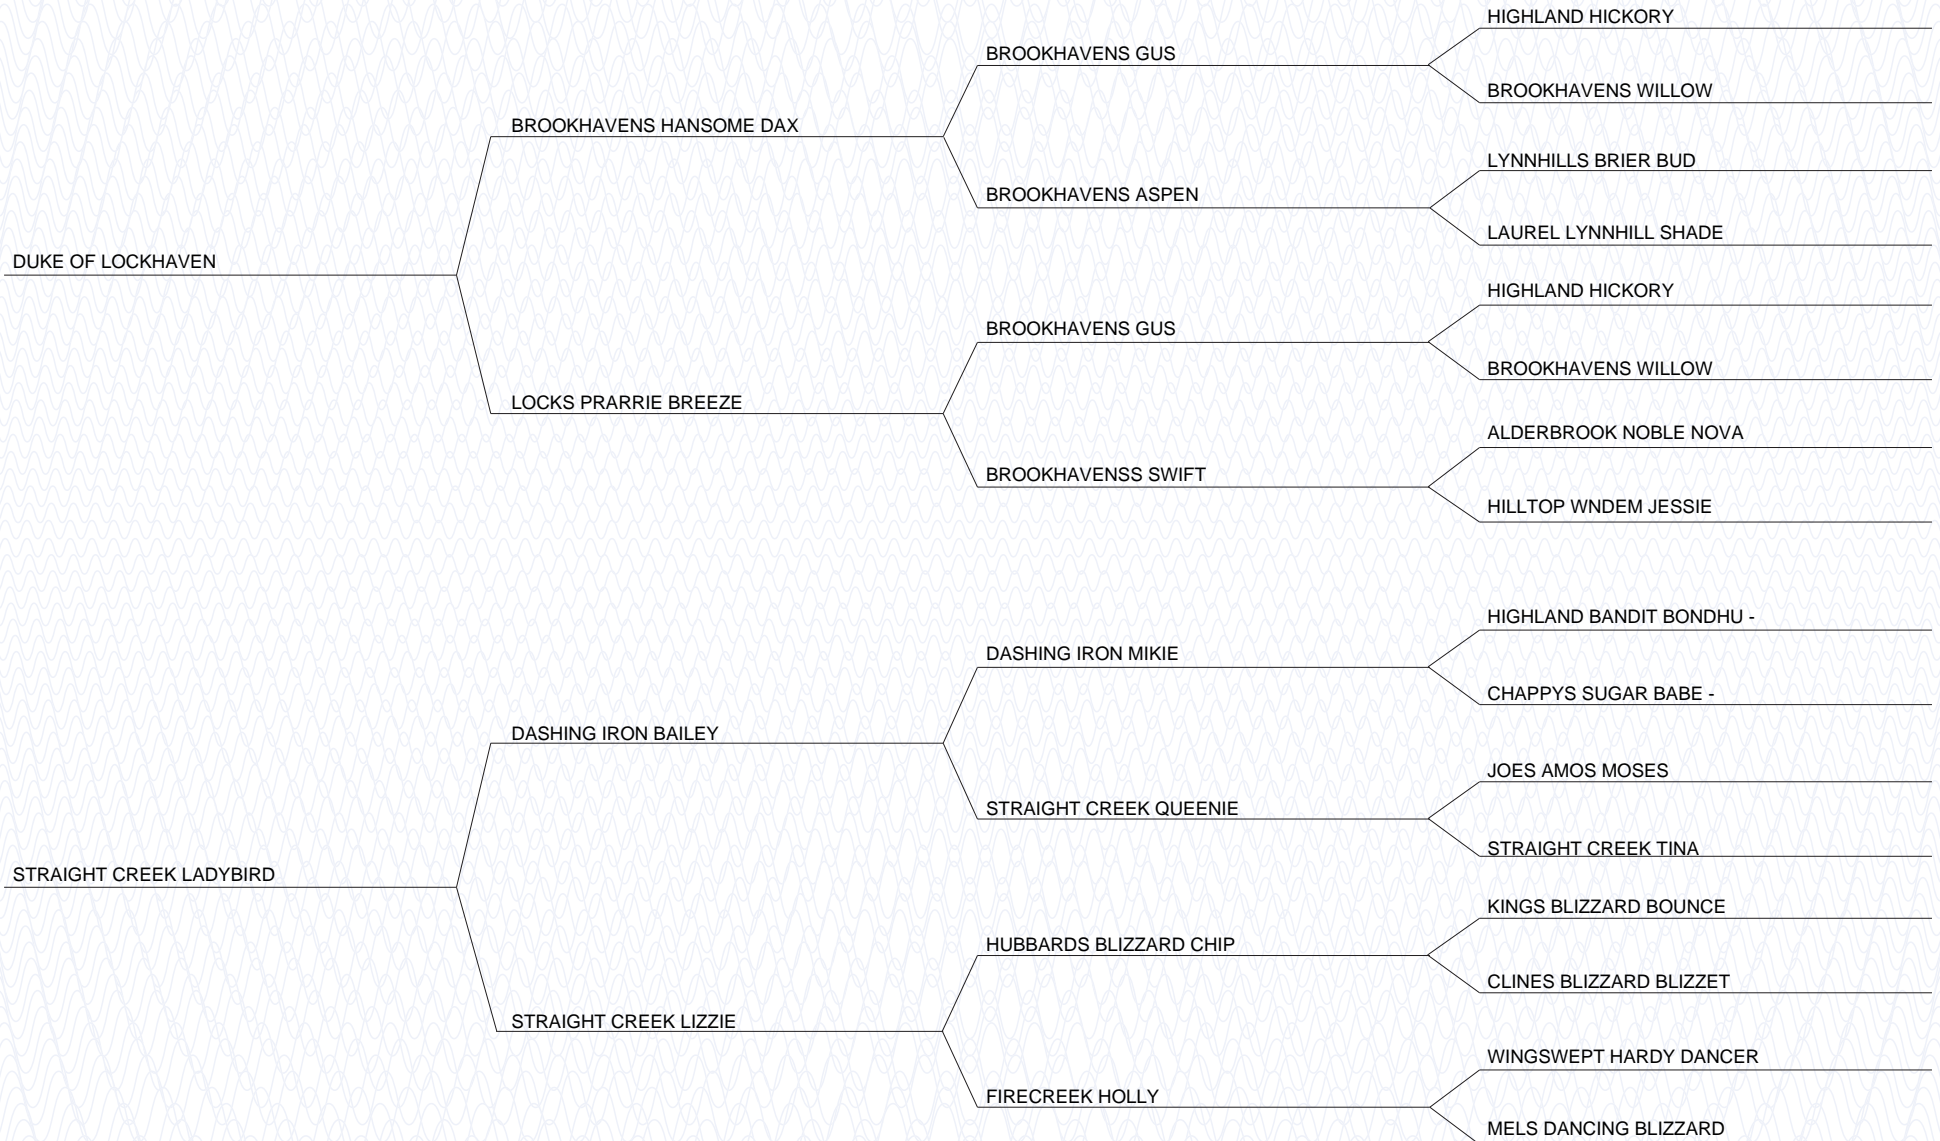 HIGHLAND HICKORY
BROOKHAVENS GUS
BROOKHAVENS WILLOW
BROOKHAVENS HANSOME DAX
LYNNHILLS BRIER BUD
BROOKHAVENS ASPEN
LAUREL LYNNHILL SHADE
DUKE OF LOCKHAVEN
HIGHLAND HICKORY
BROOKHAVENS GUS
BROOKHAVENS WILLOW
LOCKS PRARRIE BREEZE
ALDERBROOK NOBLE NOVA
BROOKHAVENSS SWIFT
HILLTOP WNDEM JESSIE
HIGHLAND BANDIT BONDHU -
DASHING IRON MIKIE
CHAPPYS SUGAR BABE -
DASHING IRON BAILEY
JOES AMOS MOSES
STRAIGHT CREEK QUEENIE
STRAIGHT CREEK TINA
STRAIGHT CREEK LADYBIRD
KINGS BLIZZARD BOUNCE
HUBBARDS BLIZZARD CHIP
CLINES BLIZZARD BLIZZET
STRAIGHT CREEK LIZZIE
WINGSWEPT HARDY DANCER
FIRECREEK HOLLY
MELS DANCING BLIZZARD